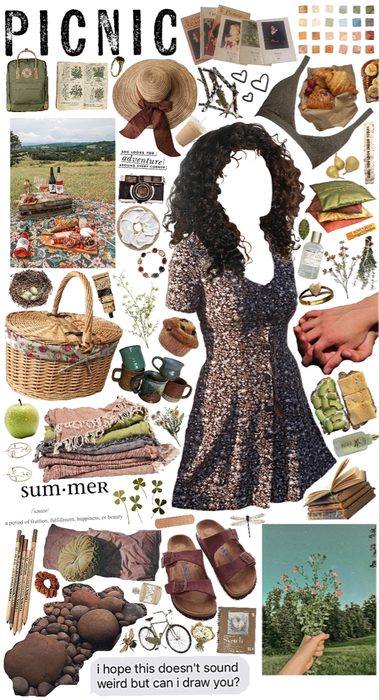 PICNIC
SHE LOOKS FOR
adventure
AROUND EVERY CORNER
sum·mer
a period of fruition, fulfillment, happiness, or beauty
i hope this doesn't sound
weird but can i draw you?